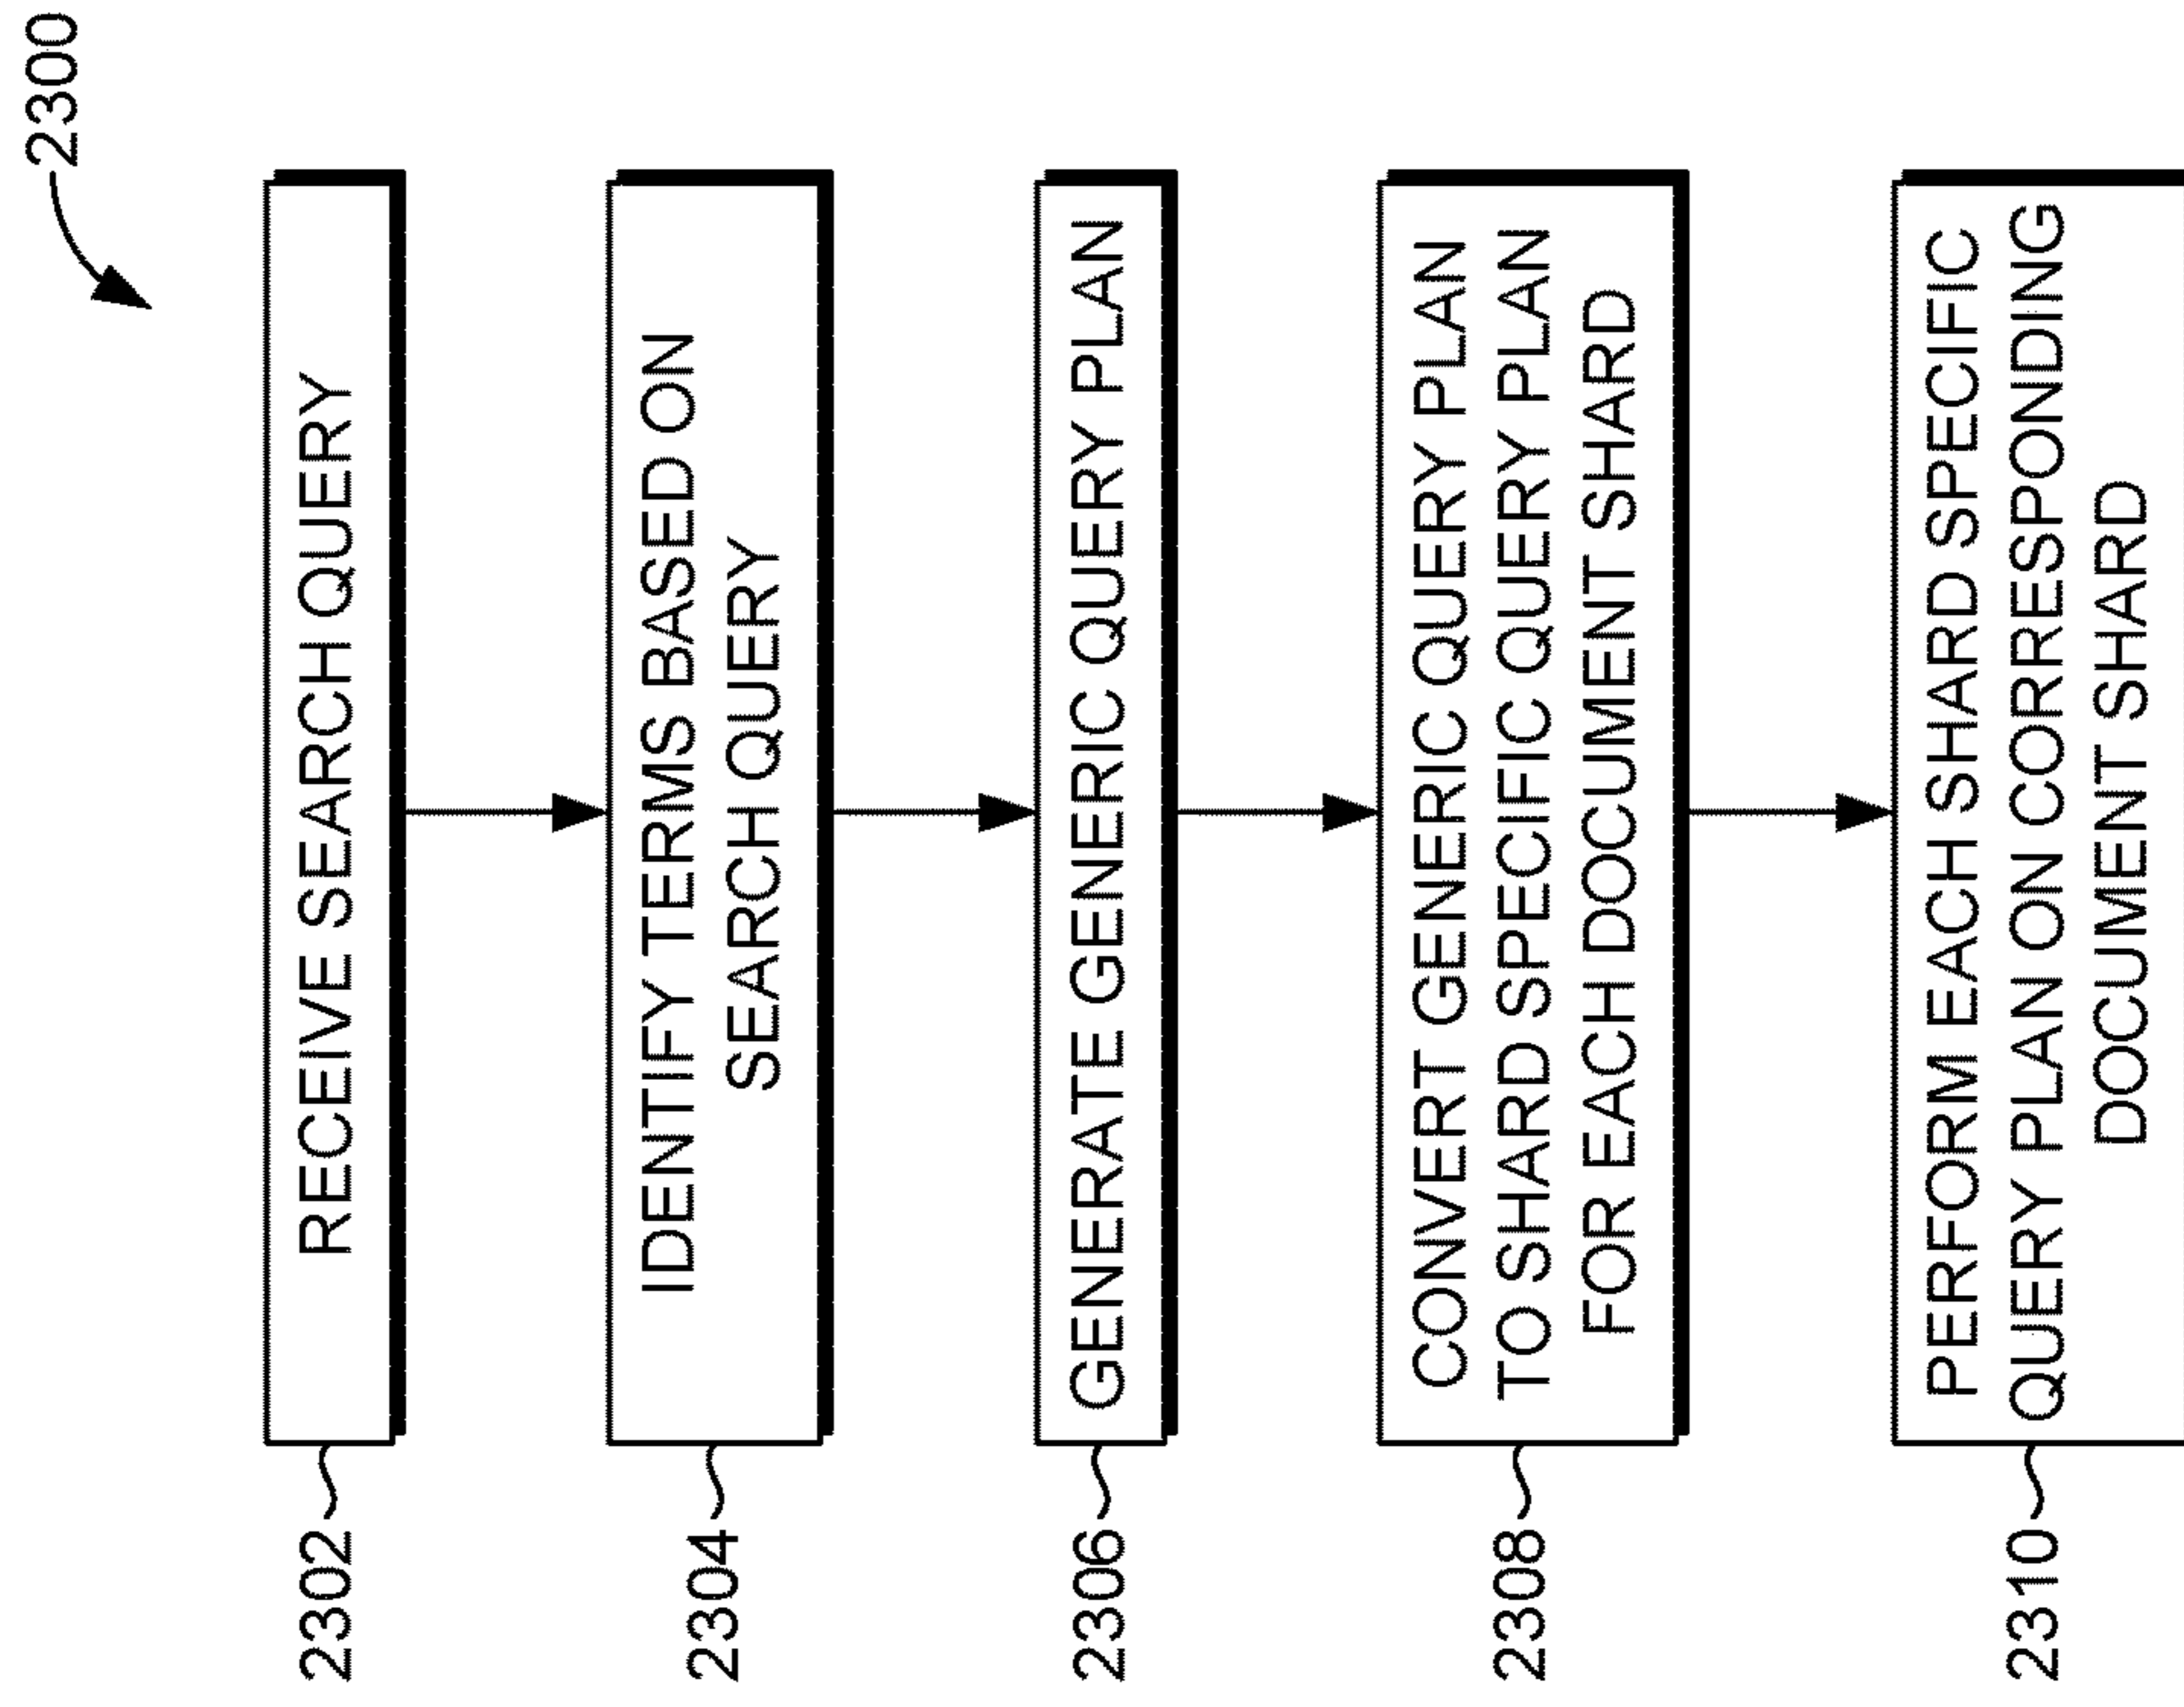 2300
2302
RECEIVE SEARCH QUERY
2304
IDENTIFY TERMS BASED ON
SEARCH QUERY
2306
GENERATE GENERIC QUERY PLAN
2308
CONVERT GENERIC QUERY PLAN
TO SHARD SPECIFIC QUERY PLAN
FOR EACH DOCUMENT SHARD
2310
PERFORM EACH SHARD SPECIFIC
QUERY PLAN ON CORRESPONDING
DOCUMENT SHARD